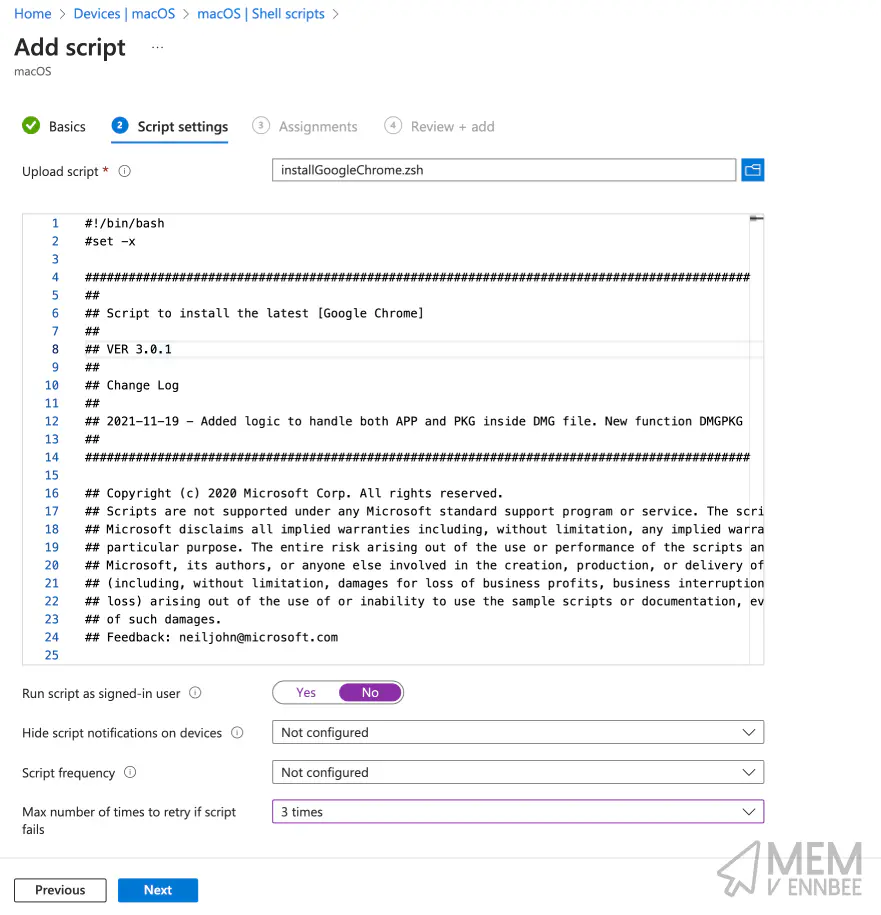 Home > Devices | macOS > macOS | Shell scripts >
Add script ...
macOS
Basics 2 Script settings 3 Assignments 4 Review + add
Upload script * installGoogleChrome.zsh
1 #!/bin/bash
2 #set -x
3
4 ############################################################################################
5 ##
6 ## Script to install the latest [Google Chrome]
7 ##
8 ## VER 3.0.1
9 ##
10 ## Change Log
11 ##
12 ## 2021-11-19 - Added logic to handle both APP and PKG inside DMG file. New function DMGPKG
13 ##
14 ############################################################################################
15
16 ## Copyright (c) 2020 Microsoft Corp. All rights reserved.
17 ## Scripts are not supported under any Microsoft standard support program or service. The scri
18 ## Microsoft disclaims all implied warranties including, without limitation, any implied warra
19 ## particular purpose. The entire risk arising out of the use or performance of the scripts an
20 ## Microsoft, its authors, or anyone else involved in the creation, production, or delivery of
21 ## (including, without limitation, damages for loss of business profits, business interruption
22 ## loss) arising out of the use of or inability to use the sample scripts or documentation, ev
23 ## of such damages.
24 ## Feedback: neiljohn@microsoft.com
25
Run script as signed-in user Yes No
Hide script notifications on devices Not configured
Script frequency Not configured
Max number of times to retry if script 3 times
fails
Previous Next
MEM
V ENNBEE